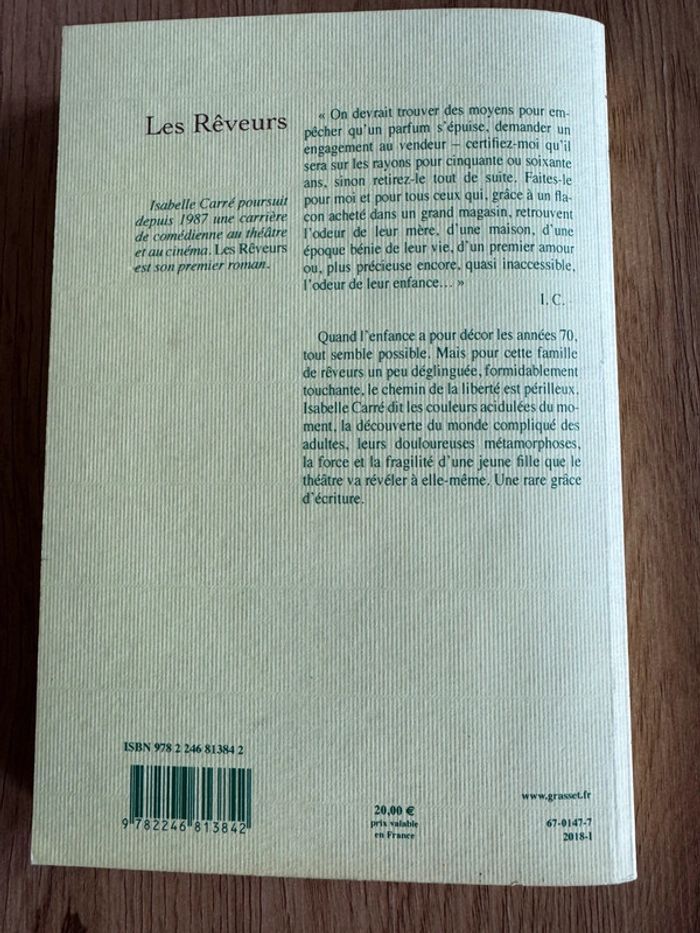 Les Rêveurs
Isabelle Carré poursuit
depuis 1987 une carrière
de comédienne au théâtre
et au cinéma. Les Rêveurs
est son premier roman.
« On devrait trouver des moyens pour em-
pêcher qu'un parfum s'épuise, demander un
engagement au vendeur – certifiez-moi qu'il
sera sur les rayons pour cinquante ou soixante
ans, sinon retirez-le tout de suite. Faites-le
pour moi et pour tous ceux qui, grâce à un fla-
con acheté dans un grand magasin, retrouvent
l'odeur de leur mère, d'une maison, d'une
époque bénie de leur vie, d'un premier amour
ou, plus précieuse encore, quasi inaccessible,
l'odeur de leur enfance… »
I. C.
Quand l'enfance a pour décor les années 70,
tout semble possible. Mais pour cette famille
de rêveurs un peu déglinguée, formidablement
touchante, le chemin de la liberté est périlleux.
Isabelle Carré dit les couleurs acidulées du mo-
ment, la découverte du monde compliqué des
adultes, leurs douloureuses métamorphoses,
la force et la fragilité d'une jeune fille que le
théâtre va révéler à elle-même. Une rare grâce
d'écriture.
ISBN 978 2 246 81384 2
9 782246 813842
20,00 €
prix valable
en France
www.grasset.fr
67-0147-7
2018-I